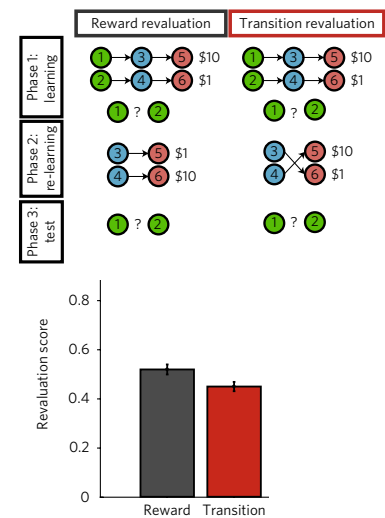 Reward revaluation
Transition revaluation
Phase 1:
learning
1 3 5 $10
2 4 6 $1
1 ? 2
1 3 5 $10
2 4 6 $1
1 ? 2
Phase 2:
re-learning
3 5 $1
4 6 $10
3 5 $10
4 6 $1
Phase 3:
test
1 ? 2
1 ? 2
Revaluation score
0.8
0.6
0.4
0.2
0
Reward Transition